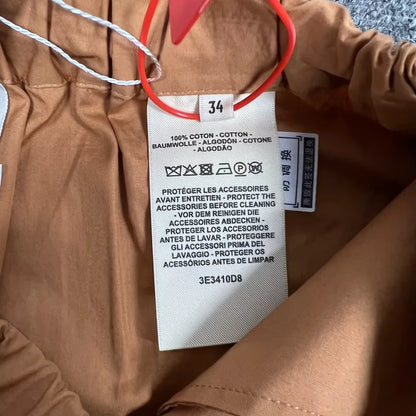 34
100% COTON - COTTON -
BAUMWOLLE - ALGODÓN - COTONE
- ALGODÃO
PROTÉGER LES ACCESSOIRES
AVANT ENTRETIEN - PROTECT THE
ACCESSORIES BEFORE CLEANING
- VOR DEM REINIGEN DIE
ACCESSOIRES ABDECKEN -
PROTEGER LOS ACCESORIOS
ANTES DE LAVAR - PROTEGGERE
GLI ACCESSORI PRIMA DEL
LAVAGGIO - PROTEGER OS
ACESSÓRIOS ANTES DE LIMPAR
3E3410D8